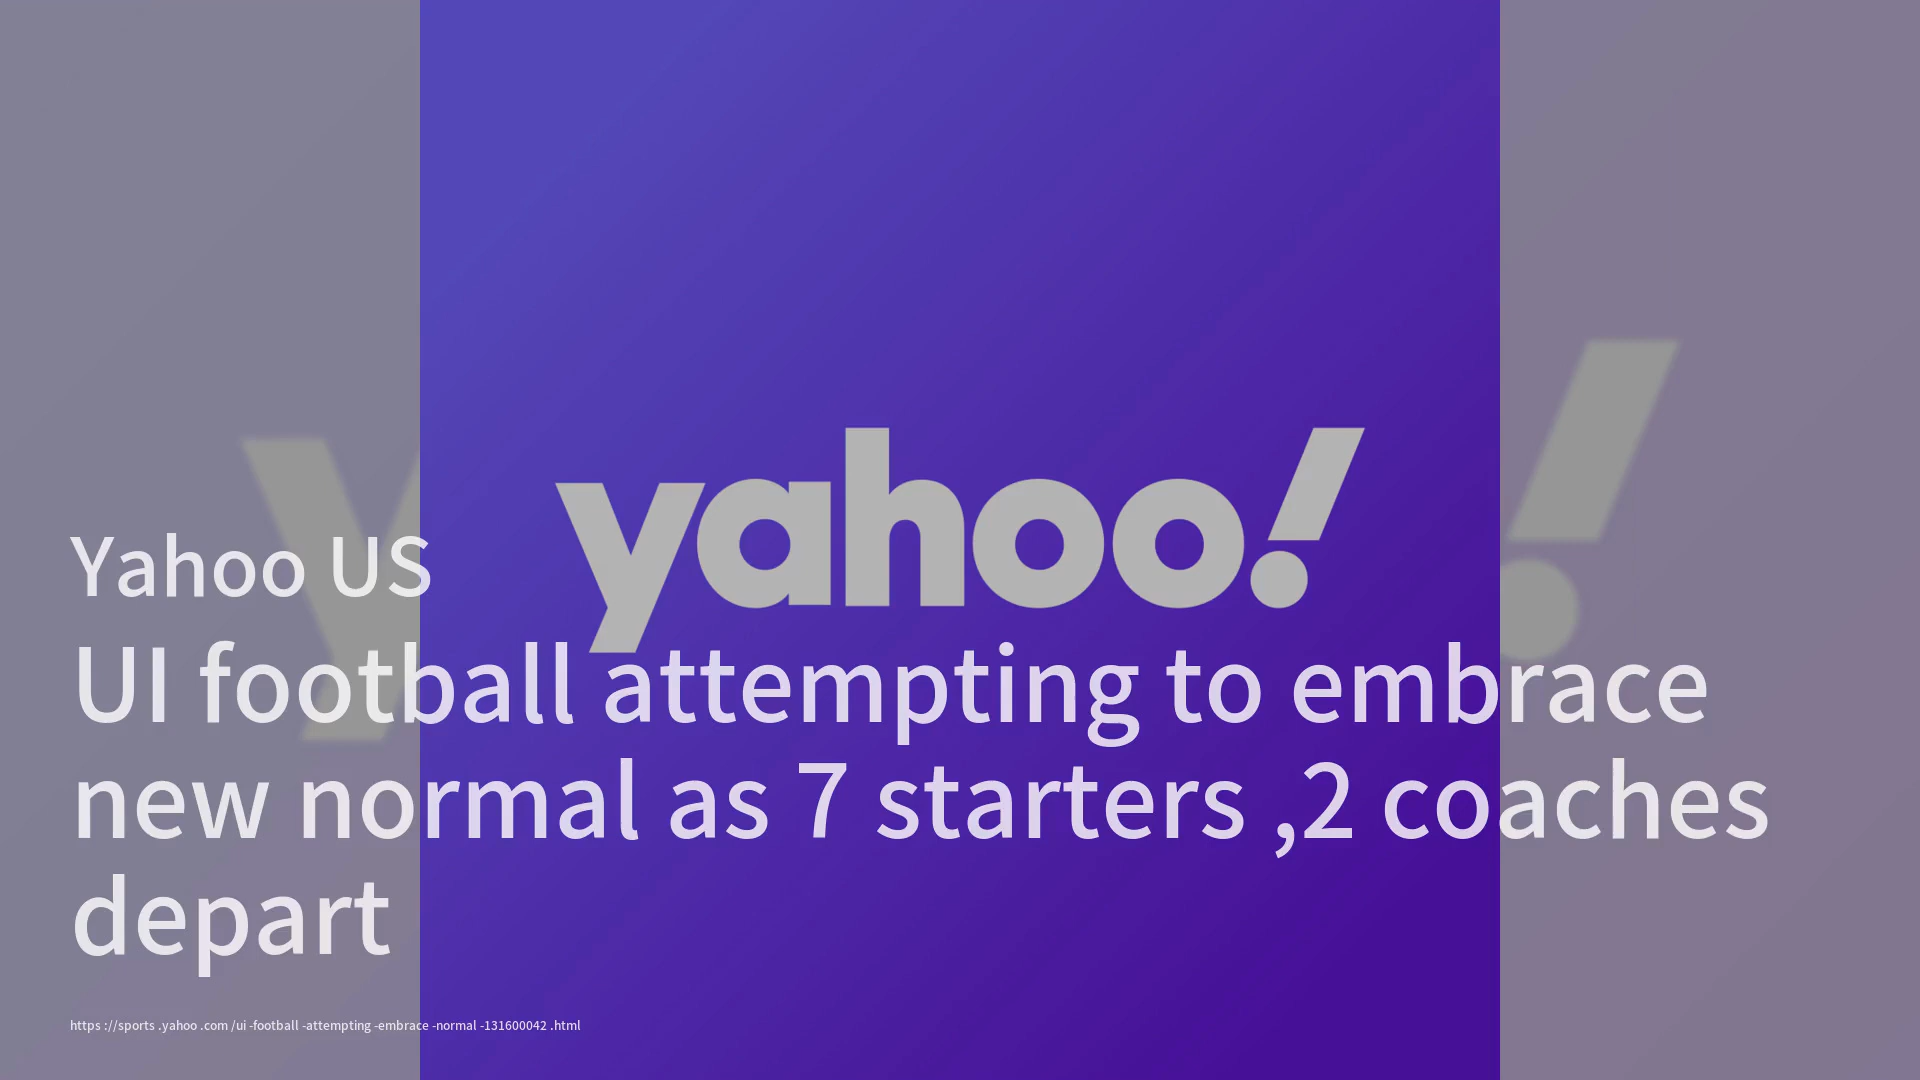 yahoo!
Yahoo US
UI football attempting to embrace
new normal as 7 starters ,2 coaches
depart
https ://sports .yahoo .com /ui -football -attempting -embrace -normal -131600042 .html